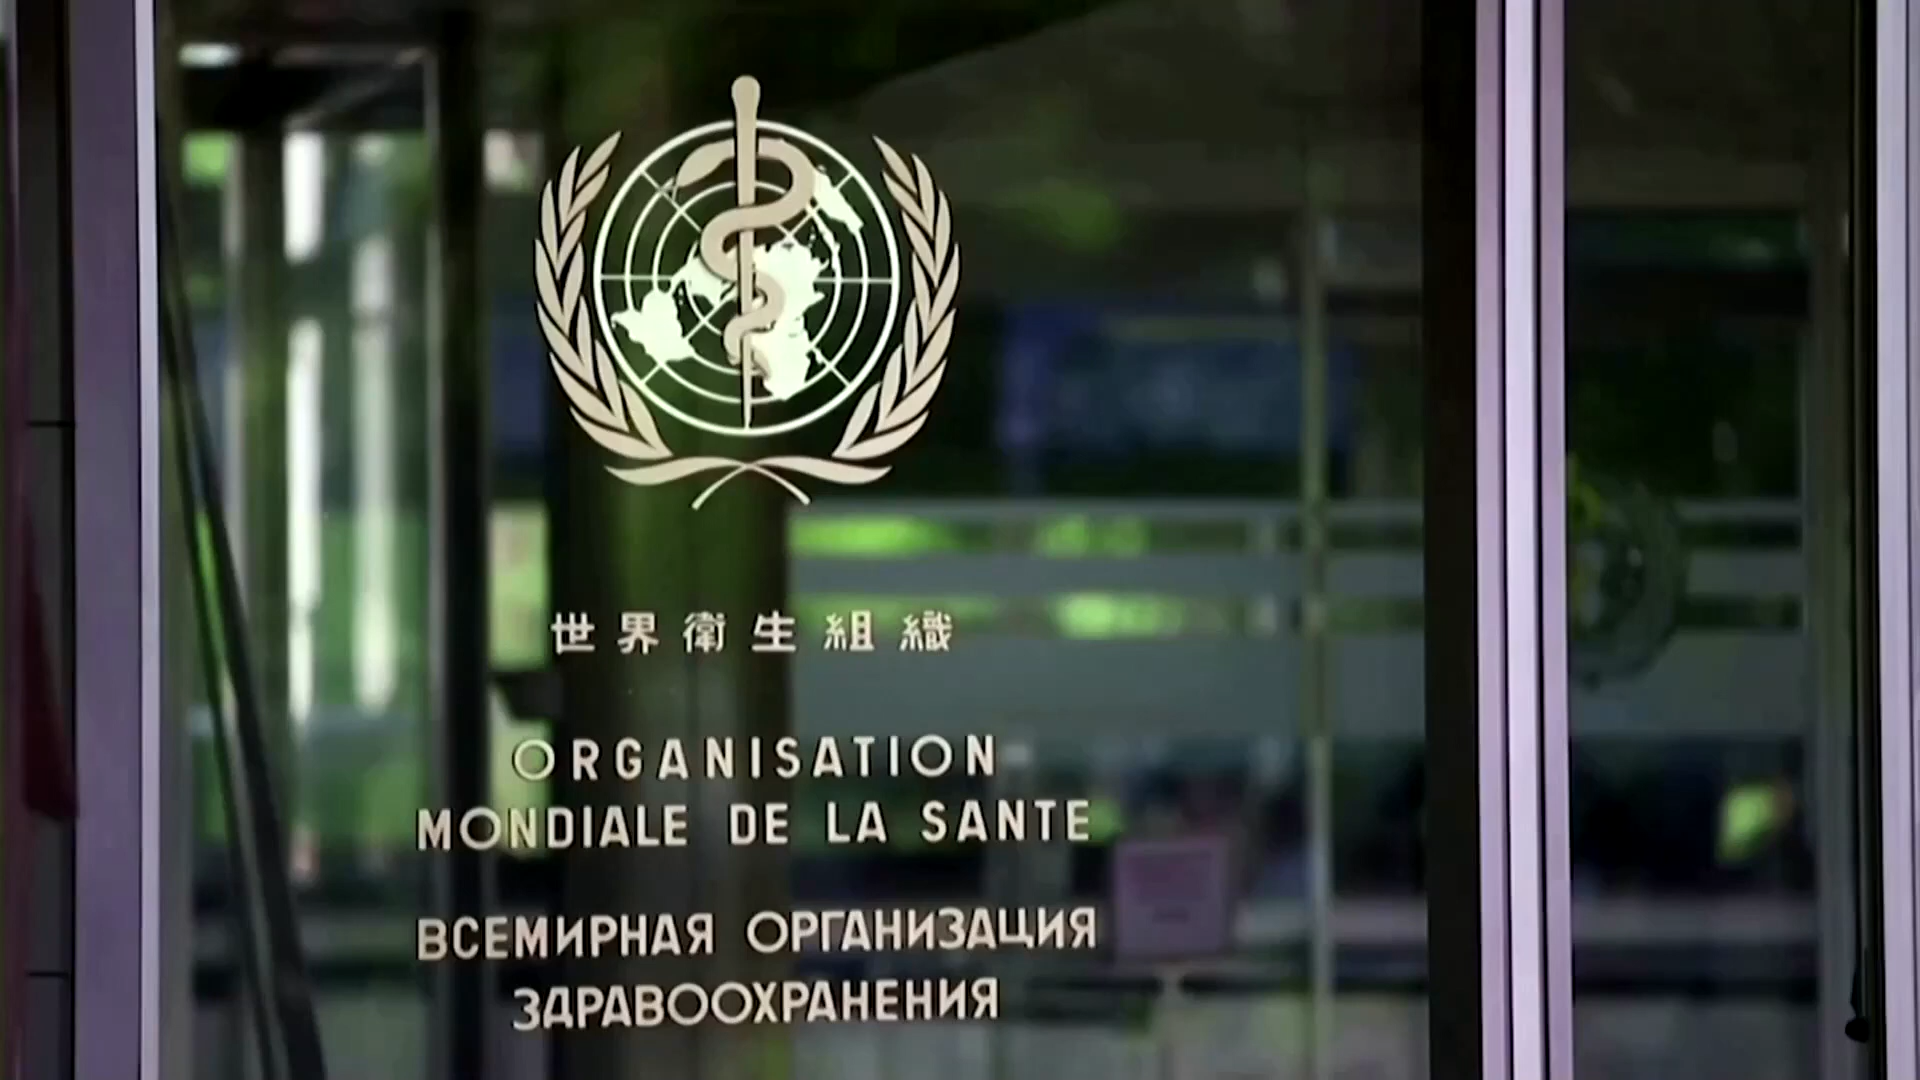 世界衛生組織
ORGANISATION
MONDIALE DE LA SANTE
ВСЕМИРНАЯ ОРГАНИЗАЦИЯ
ЗДРАВООХРАНЕНИЯ